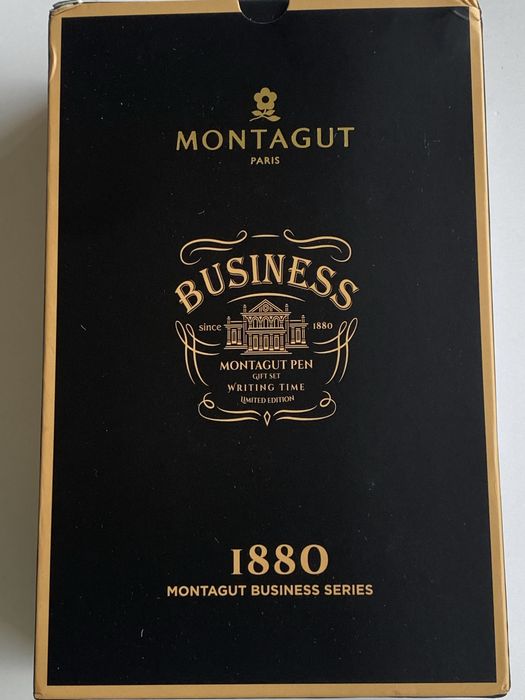 MONTAGUT
PARIS
BUSINESS
since 1880
MONTAGUT PEN
GIFT SET
WRITING TIME
LIMITED EDITION
1880
MONTAGUT BUSINESS SERIES